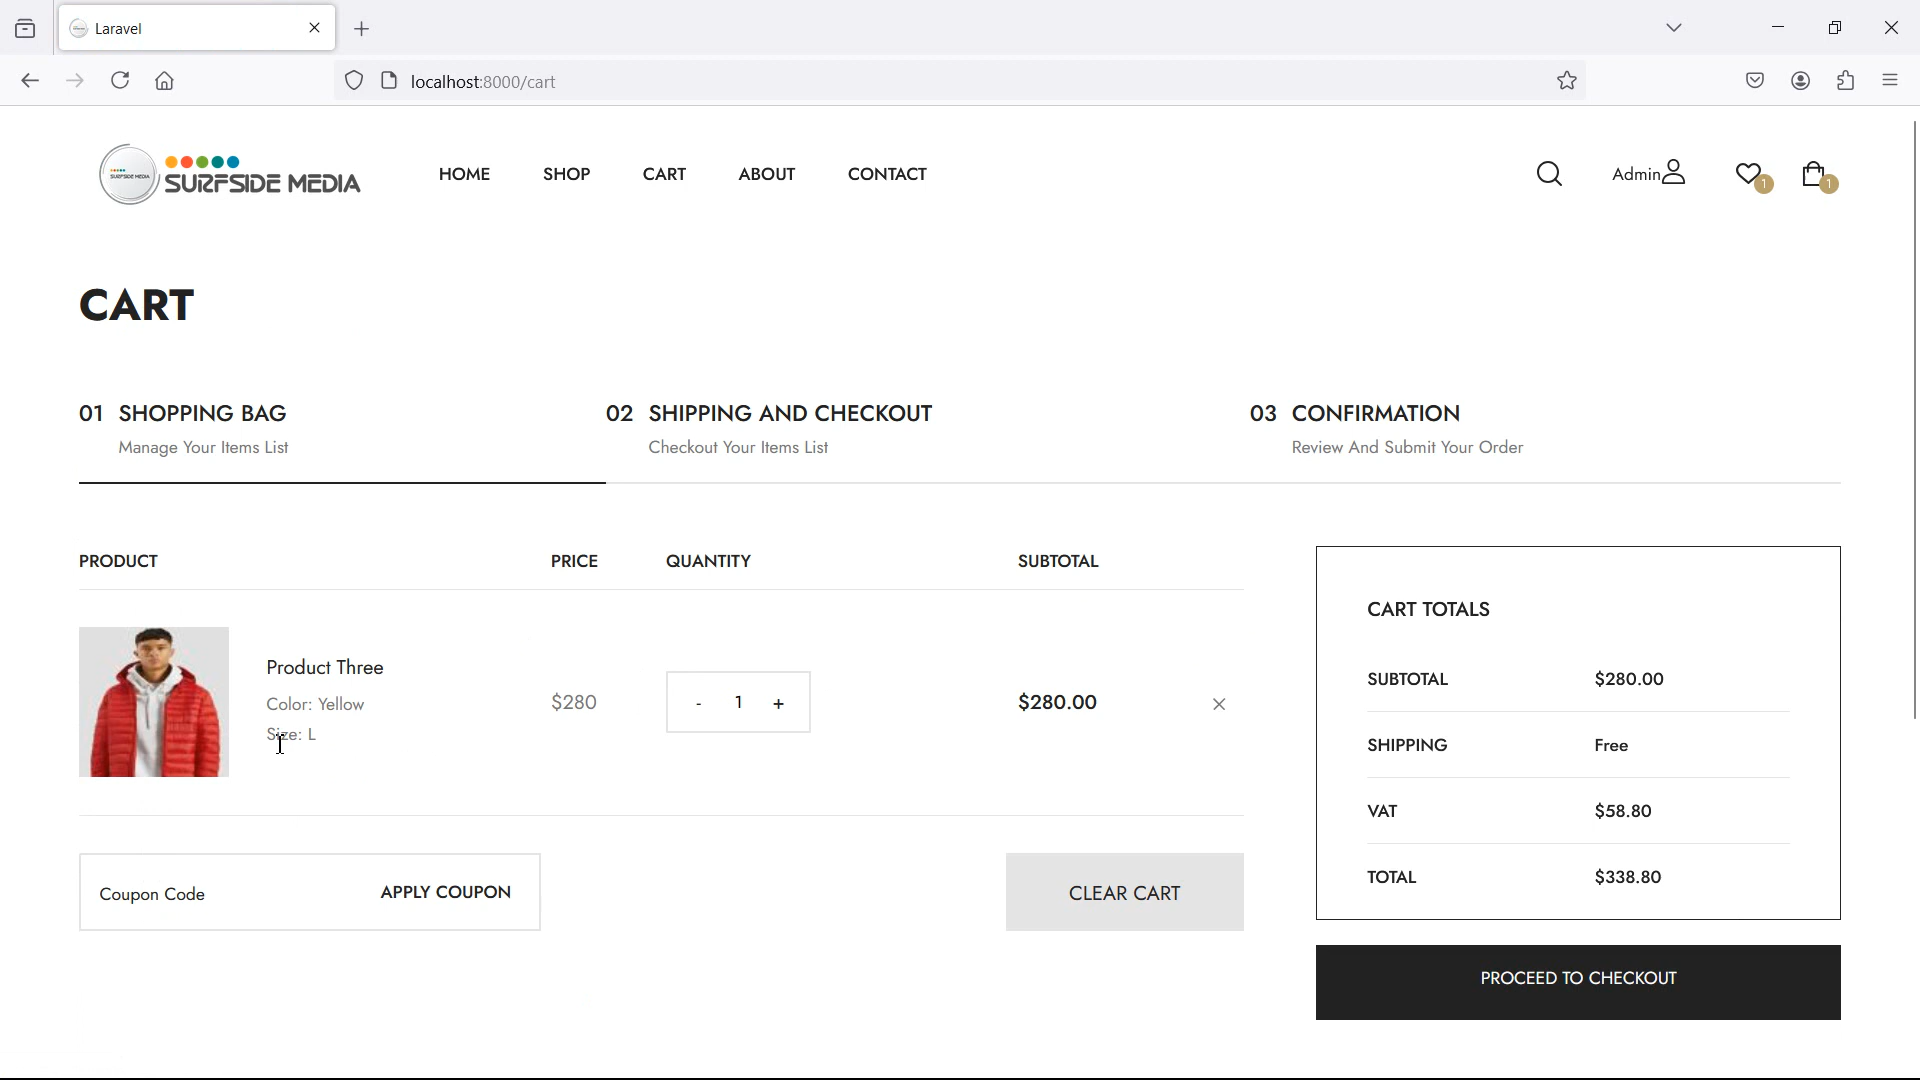 Laravel
localhost:8000/cart
SURFSIDE MEDIA
SURFSIDE MEDIA
HOME
SHOP
CART
ABOUT
CONTACT
Admin
1
1
CART
01 SHOPPING BAG
Manage Your Items List
02 SHIPPING AND CHECKOUT
Checkout Your Items List
03 CONFIRMATION
Review And Submit Your Order
PRODUCT PRICE QUANTITY SUBTOTAL
Product Three
Color: Yellow
Size: L
$280
- 1 +
$280.00
Coupon Code APPLY COUPON
CLEAR CART
CART TOTALS
SUBTOTAL $280.00
SHIPPING Free
VAT $58.80
TOTAL $338.80
PROCEED TO CHECKOUT